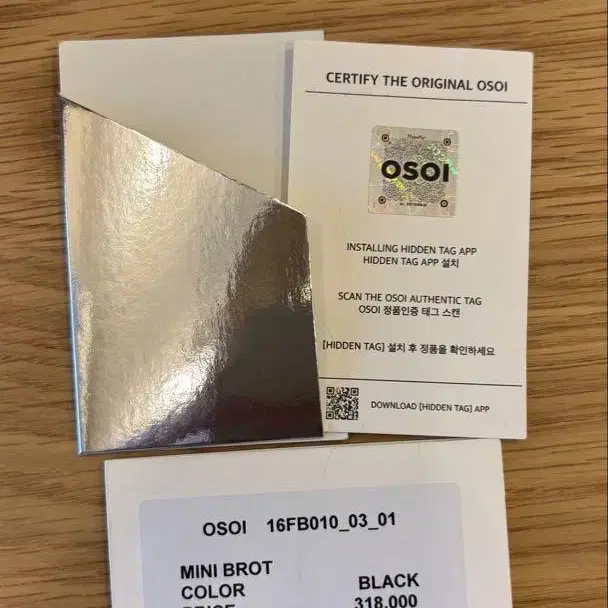 CERTIFY THE ORIGINAL OSOI
OSOI
INSTALLING HIDDEN TAG APP
HIDDEN TAG APP 설치
SCAN THE OSOI AUTHENTIC TAG
OSOI 정품인증 태그 스캔
[HIDDEN TAG] 설치 후 정품을 확인하세요
DOWNLOAD [HIDDEN TAG] APP
OSOI 16FB010_03_01
MINI BROT
COLOR BLACK
PRICE 318,000